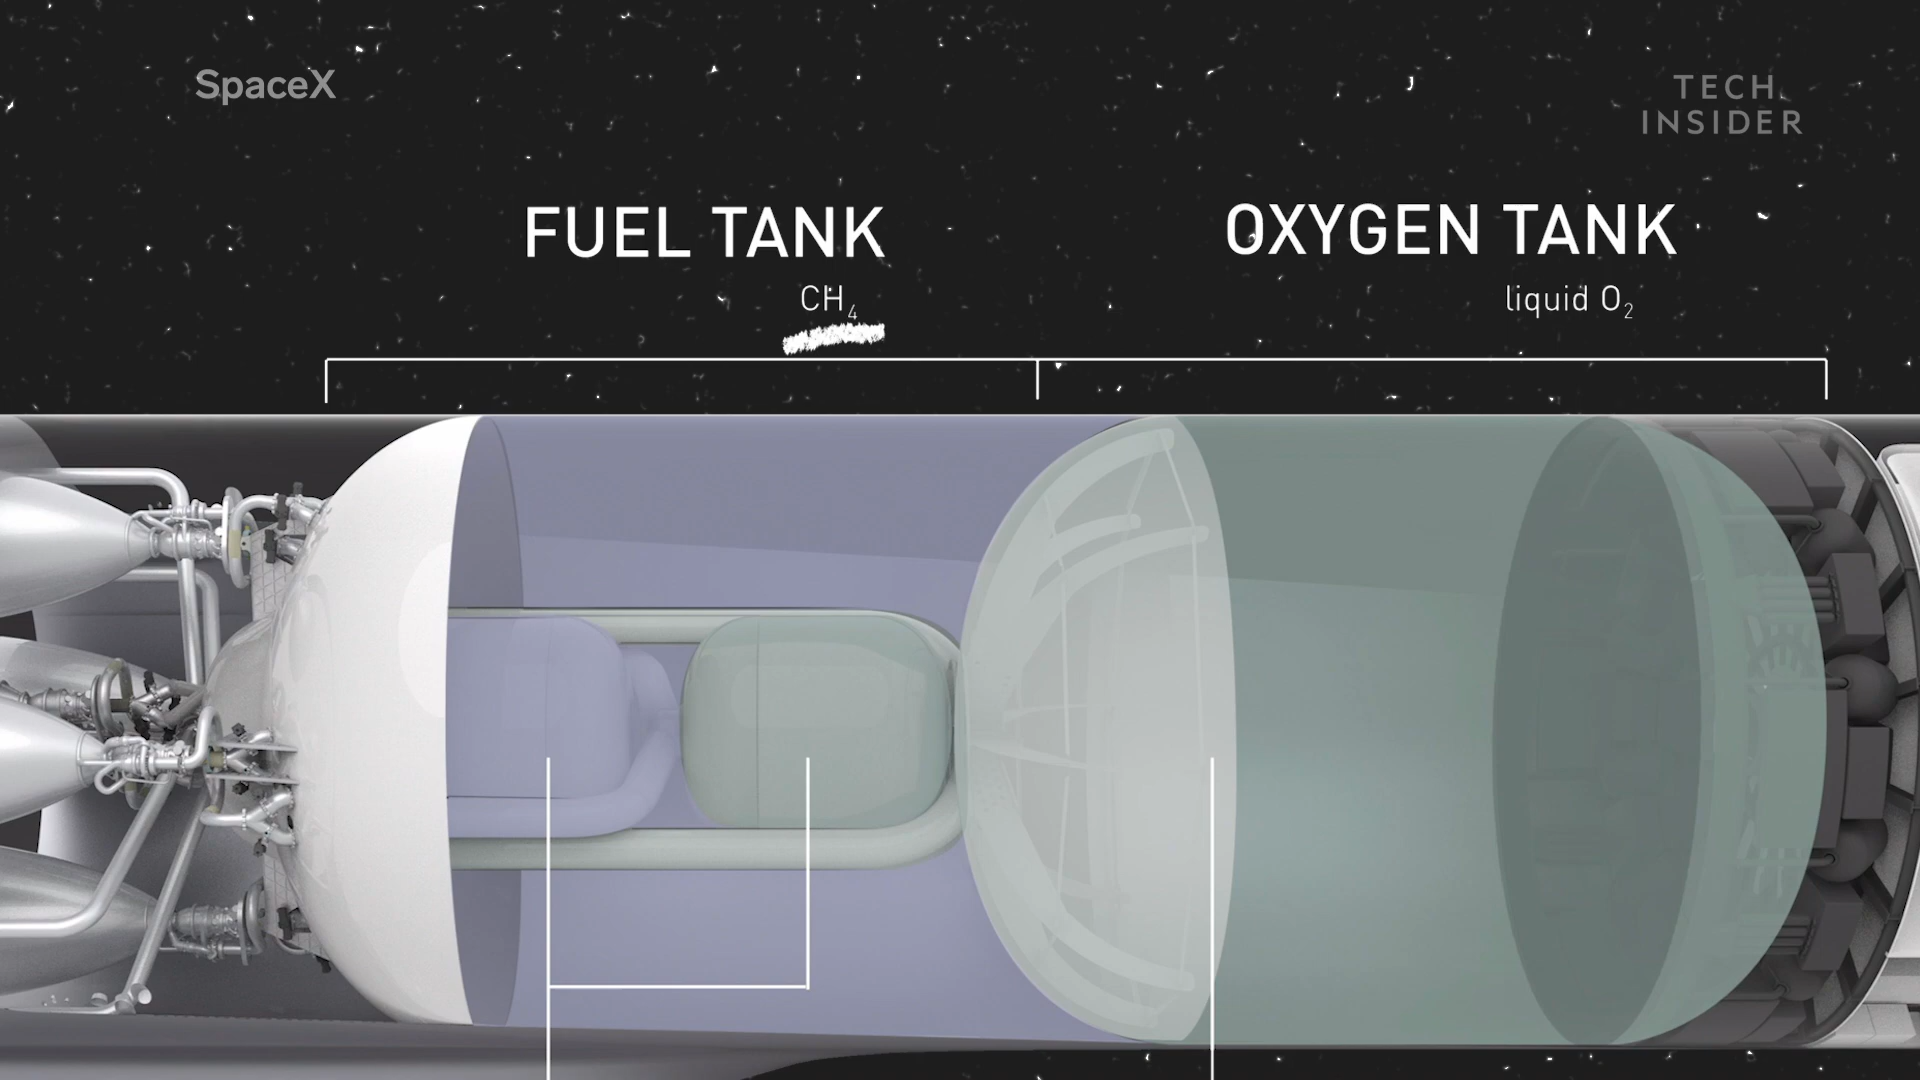 SpaceX
TECH
INSIDER
FUEL TANK
CH₄
OXYGEN TANK
liquid O₂